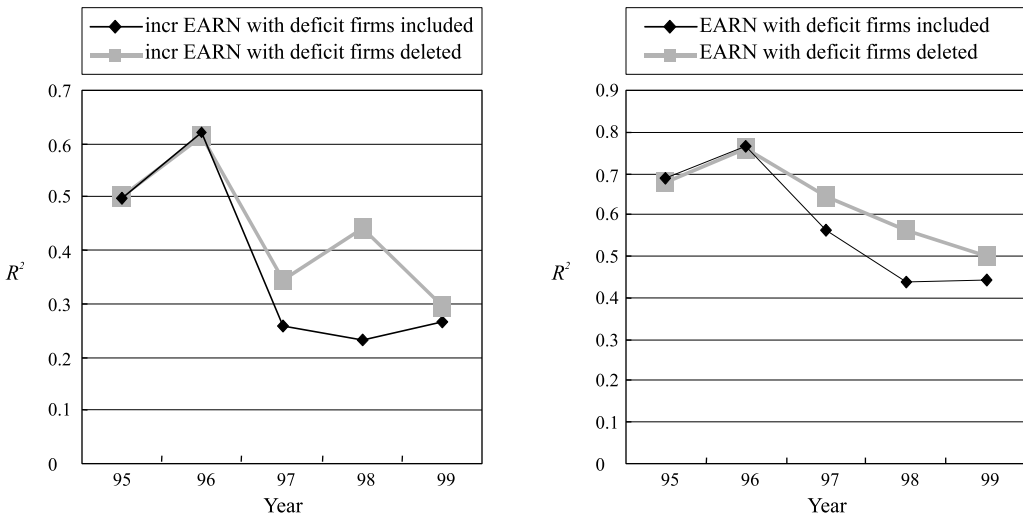 incr EARN with deficit firms included
incr EARN with deficit firms deleted
0.7
0.6
0.5
0.4
0.3
0.2
0.1
0
R²
95 96 97 98 99
Year
EARN with deficit firms included
EARN with deficit firms deleted
0.9
0.8
0.7
0.6
0.5
0.4
0.3
0.2
0.1
0
R²
95 96 97 98 99
Year